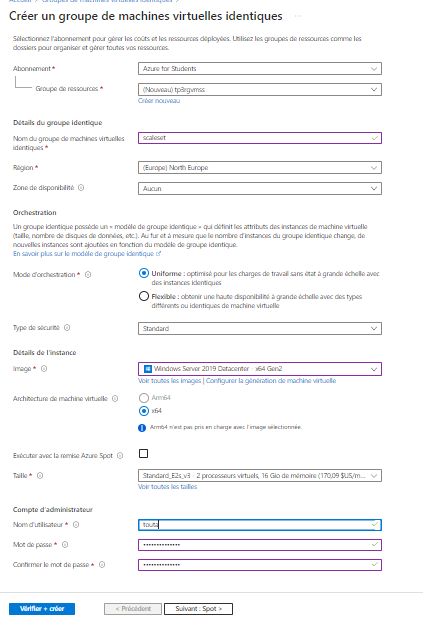 Accueil > Groupes de machines virtuelles identiques >
Créer un groupe de machines virtuelles identiques ...
Sélectionnez l'abonnement pour gérer les coûts et les ressources déployées. Utilisez les groupes de ressources comme les
dossiers pour organiser et gérer toutes vos ressources.
Abonnement *
Azure for Students
Groupe de ressources *
(Nouveau) tp3rgvmss
Créer nouveau
Détails du groupe identique
Nom du groupe de machines virtuelles
identiques *
scaleset
Région *
(Europe) North Europe
Zone de disponibilité
Aucun
Orchestration
Un groupe identique possède un « modèle de groupe identique » qui définit les attributs des instances de machine virtuelle
(taille, nombre de disques de données, etc.). Au fur et à mesure que le nombre d'instances du groupe identique change, de
nouvelles instances sont ajoutées en fonction du modèle de groupe identique.
En savoir plus sur le modèle de groupe identique
Mode d'orchestration *
Uniforme : optimisé pour les charges de travail sans état à grande échelle avec
des instances identiques
Flexible : obtenir une haute disponibilité à grande échelle avec des types
différents ou identiques de machine virtuelle
Type de sécurité
Standard
Détails de l'instance
Image *
Windows Server 2019 Datacenter - x64 Gen2
Voir toutes les images | Configurer la génération de machine virtuelle
Architecture de machine virtuelle
Arm64
x64
Arm64 n'est pas pris en charge avec l'image sélectionnée.
Exécuter avec la remise Azure Spot
Taille *
Standard_E2s_v3 - 2 processeurs virtuels, 16 Gio de mémoire (170,09 $US/m...
Voir toutes les tailles
Compte d'administrateur
Nom d'utilisateur *
touta
Mot de passe *
••••••••••••••
Confirmer le mot de passe *
••••••••••••••
Vérifier + créer
< Précédent
Suivant : Spot >